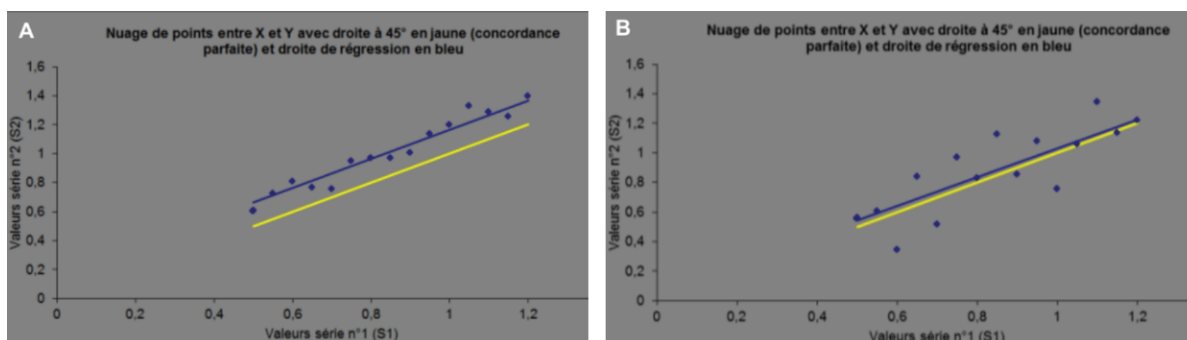 A
Nuage de points entre X et Y avec droite à 45° en jaune (concordance
parfaite) et droite de régression en bleu
1,6
1,4
1,2
1
0,8
0,6
0,4
0,2
0
Valeurs série n°2 (S2)
0 0,2 0,4 0,6 0,8 1 1,2
Valeurs série n°1 (S1)
B
Nuage de points entre X et Y avec droite à 45° en jaune (concordance
parfaite) et droite de régression en bleu
1,6
1,4
1,2
1
0,8
0,6
0,4
0,2
0
Valeurs série n°2 (S2)
0 0,2 0,4 0,6 0,8 1 1,2
Valeurs série n°1 (S1)